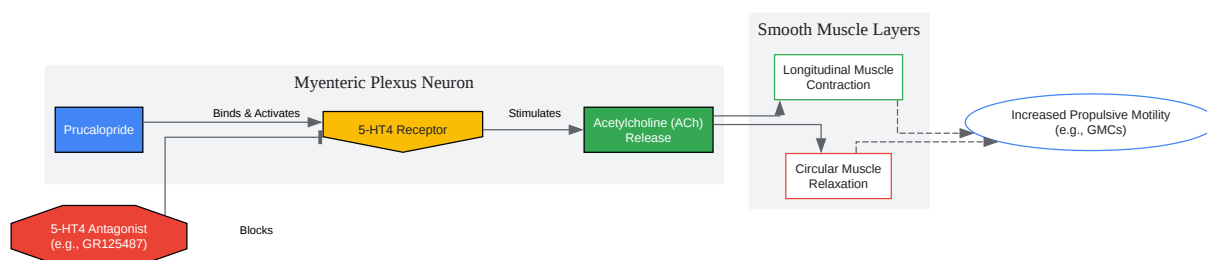 Smooth Muscle Layers
Myenteric Plexus Neuron
Longitudinal Muscle
Contraction
Prucalopride
Binds & Activates
5-HT4 Receptor
Stimulates
Acetylcholine (ACh)
Release
Increased Propulsive Motility
(e.g., GMCs)
Circular Muscle
Relaxation
5-HT4 Antagonist
(e.g., GR125487)
Blocks